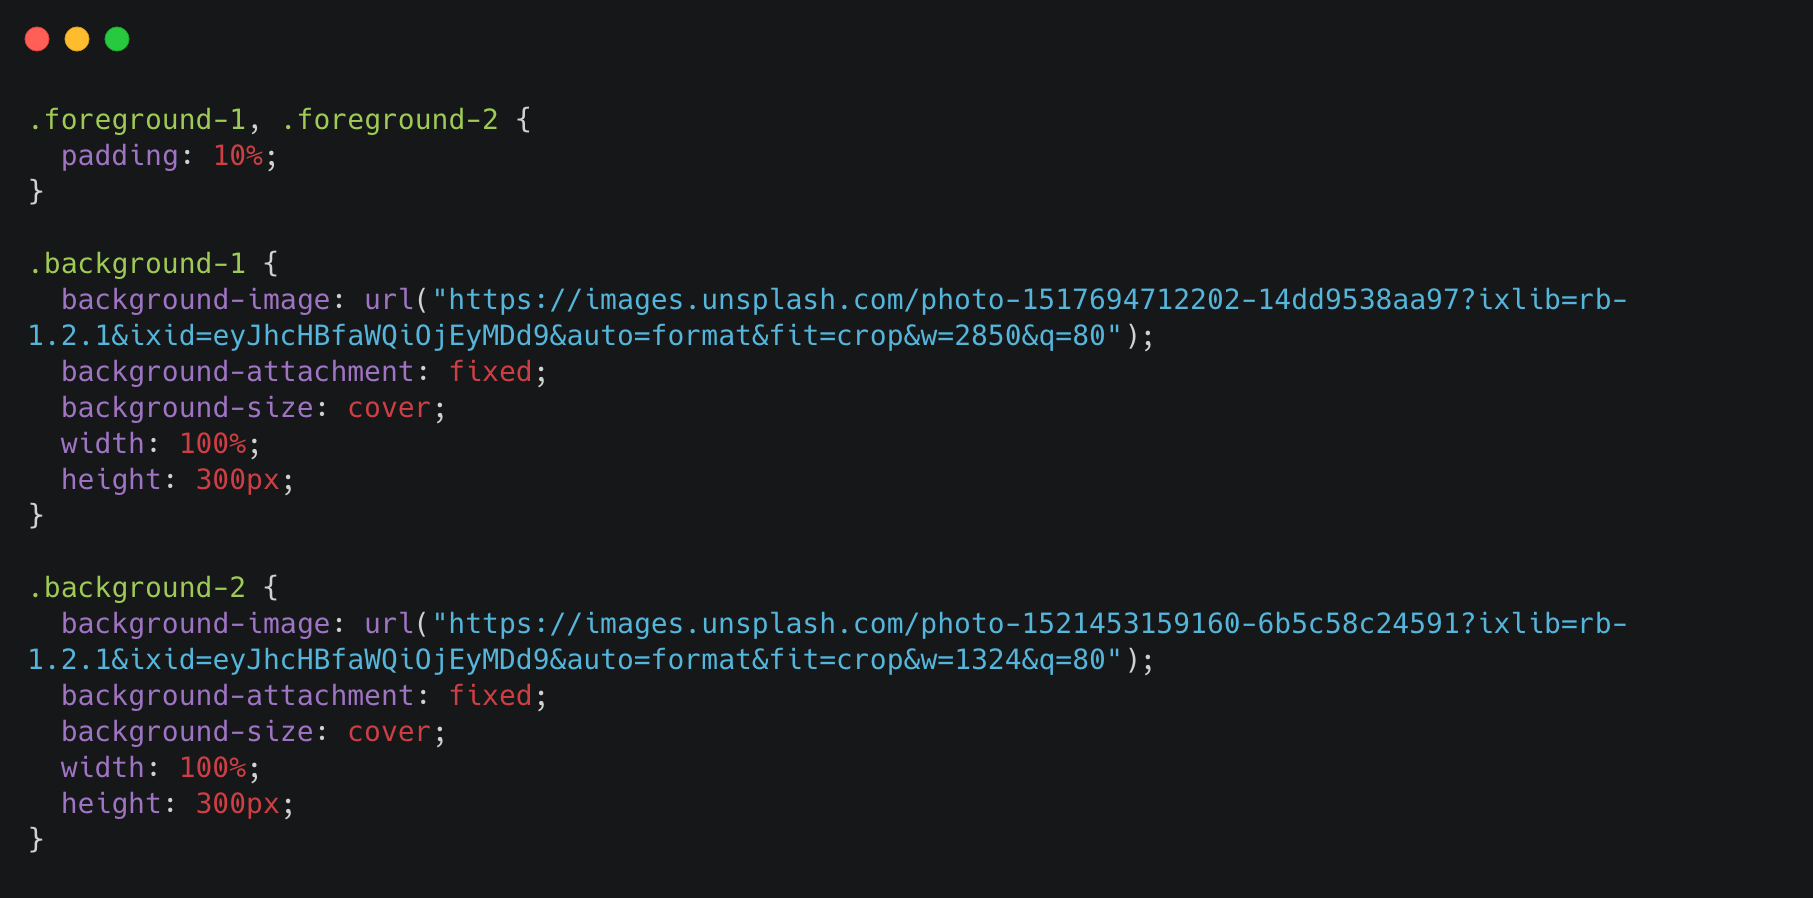 .foreground-1, .foreground-2 {
  padding: 10%;
}

.background-1 {
  background-image: url("https://images.unsplash.com/photo-1517694712202-14dd9538aa97?ixlib=rb-
1.2.1&ixid=eyJhcHBfaWQiOjEyMDd9&auto=format&fit=crop&w=2850&q=80");
  background-attachment: fixed;
  background-size: cover;
  width: 100%;
  height: 300px;
}

.background-2 {
  background-image: url("https://images.unsplash.com/photo-1521453159160-6b5c58c24591?ixlib=rb-
1.2.1&ixid=eyJhcHBfaWQiOjEyMDd9&auto=format&fit=crop&w=1324&q=80");
  background-attachment: fixed;
  background-size: cover;
  width: 100%;
  height: 300px;
}